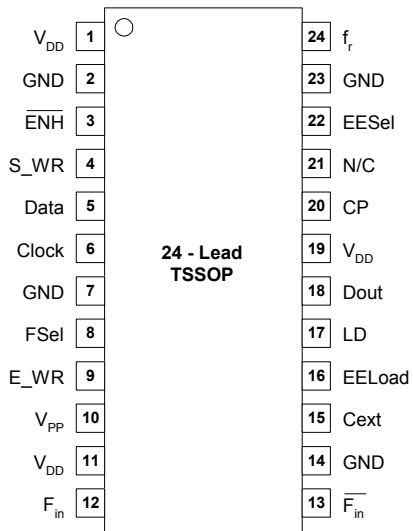 V_DD 1 24 f_r
GND 2 23 GND
E̅N̅H̅ 3 22 EESel
S_WR 4 21 N/C
Data 5 20 CP
Clock 6 19 V_DD
24 - Lead
TSSOP
GND 7 18 Dout
FSel 8 17 LD
E_WR 9 16 EELoad
V_PP 10 15 Cext
V_DD 11 14 GND
F_in 12 13 F̅_i̅n̅